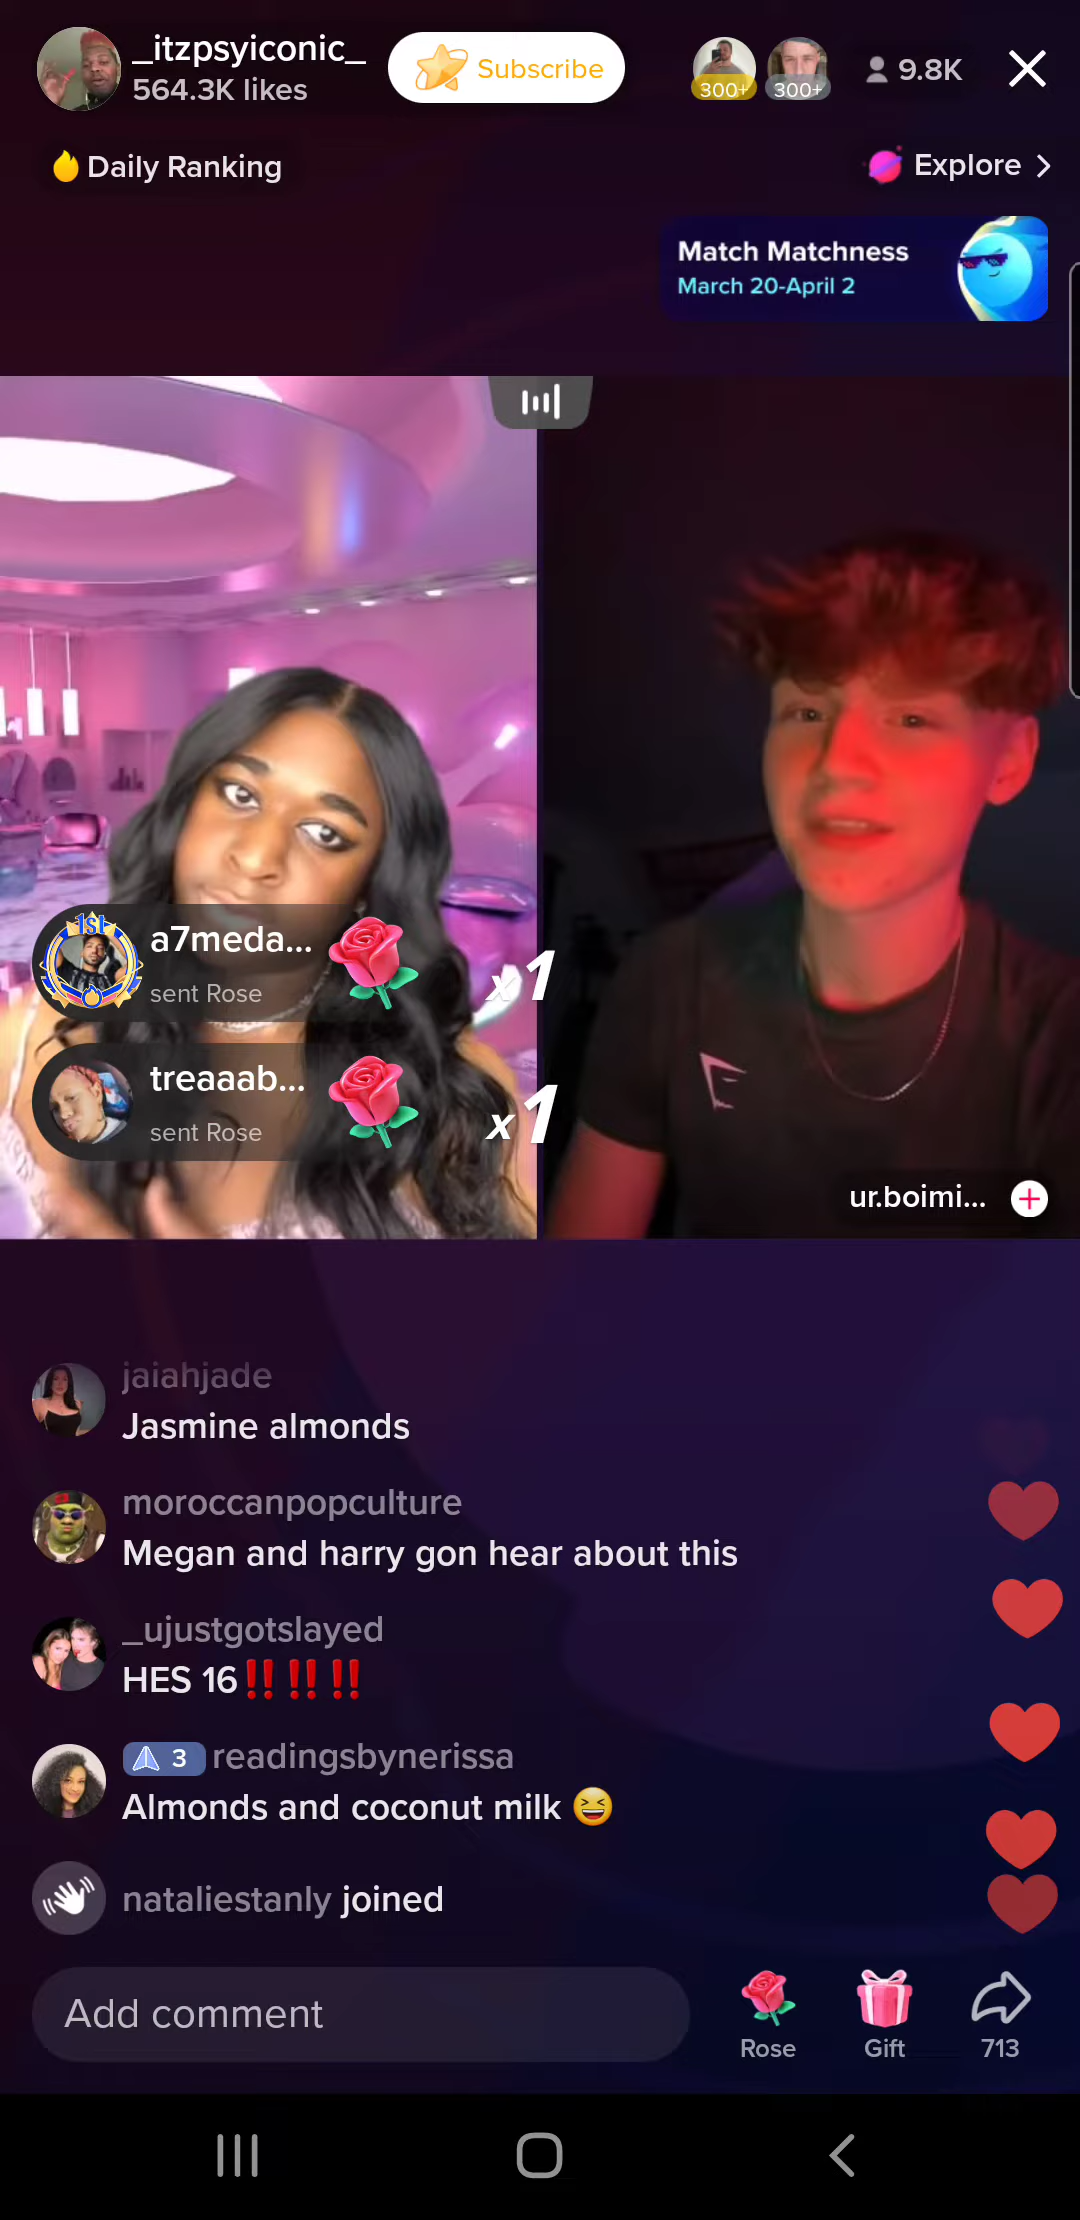 _itzpsyiconic_
564.3K likes
Subscribe
300+
300+
9.8K
Daily Ranking
Explore
Match Matchness
March 20-April 2
1St
a7meda...
sent Rose
x1
treaaab...
sent Rose
x1
ur.boimi...
jaiahjade
Jasmine almonds
moroccanpopculture
Megan and harry gon hear about this
_ujustgotslayed
HES 16‼️‼️‼️
3 readingsbynerissa
Almonds and coconut milk 😆
nataliestanly joined
Add comment
Rose
Gift
713